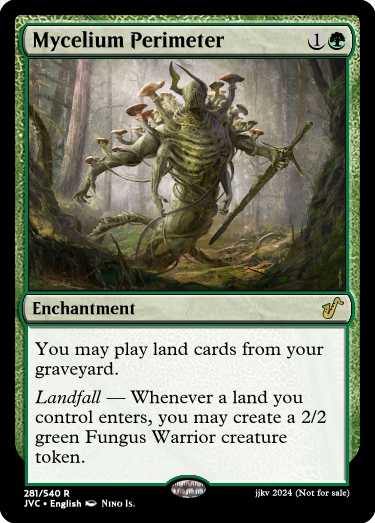 Mycelium Perimeter 1
Enchantment
You may play land cards from your
graveyard.
Landfall — Whenever a land you
control enters, you may create a 2/2
green Fungus Warrior creature
token.
281/540 R
JVC • English Nino Is.
jjkv 2024 (Not for sale)